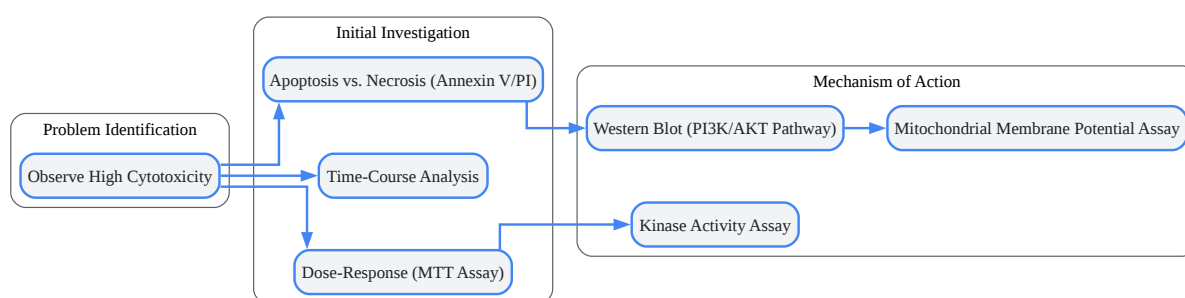 Problem Identification
Observe High Cytotoxicity
Initial Investigation
Apoptosis vs. Necrosis (Annexin V/PI)
Time-Course Analysis
Dose-Response (MTT Assay)
Mechanism of Action
Western Blot (PI3K/AKT Pathway)
Mitochondrial Membrane Potential Assay
Kinase Activity Assay